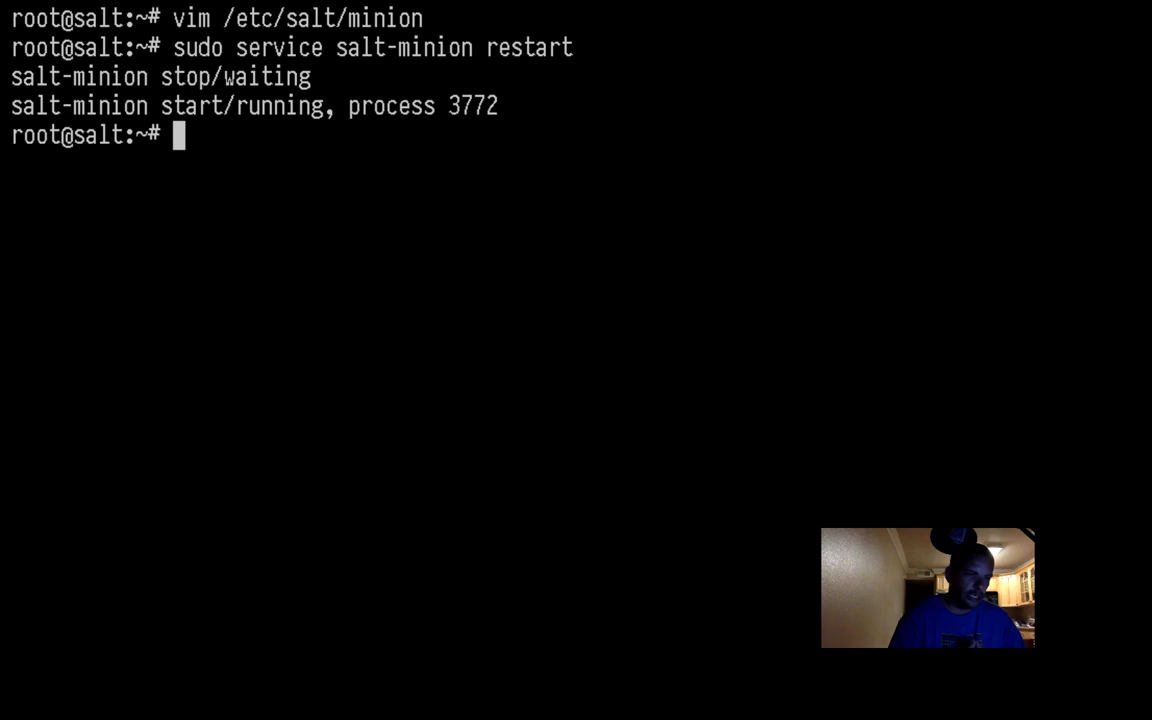 root@salt:~# vim /etc/salt/minion
root@salt:~# sudo service salt-minion restart
salt-minion stop/waiting
salt-minion start/running, process 3772
root@salt:~#